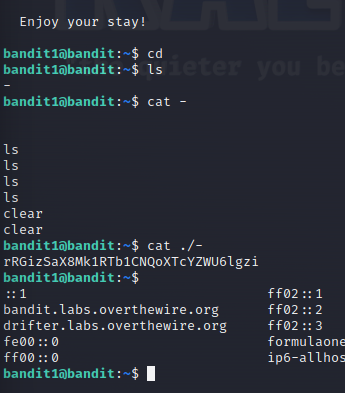 Enjoy your stay!
bandit1@bandit:~$ cd
bandit1@bandit:~$ ls
-
bandit1@bandit:~$ cat -
ls
ls
ls
ls
clear
clear
bandit1@bandit:~$ cat ./-
rRGizSaX8Mk1RTb1CNQoXTcYZWU6lgzi
bandit1@bandit:~$
::1 ff02::1
bandit.labs.overthewire.org ff02::2
drifter.labs.overthewire.org ff02::3
fe00::0 formulaone
ff00::0 ip6-allhos
bandit1@bandit:~$